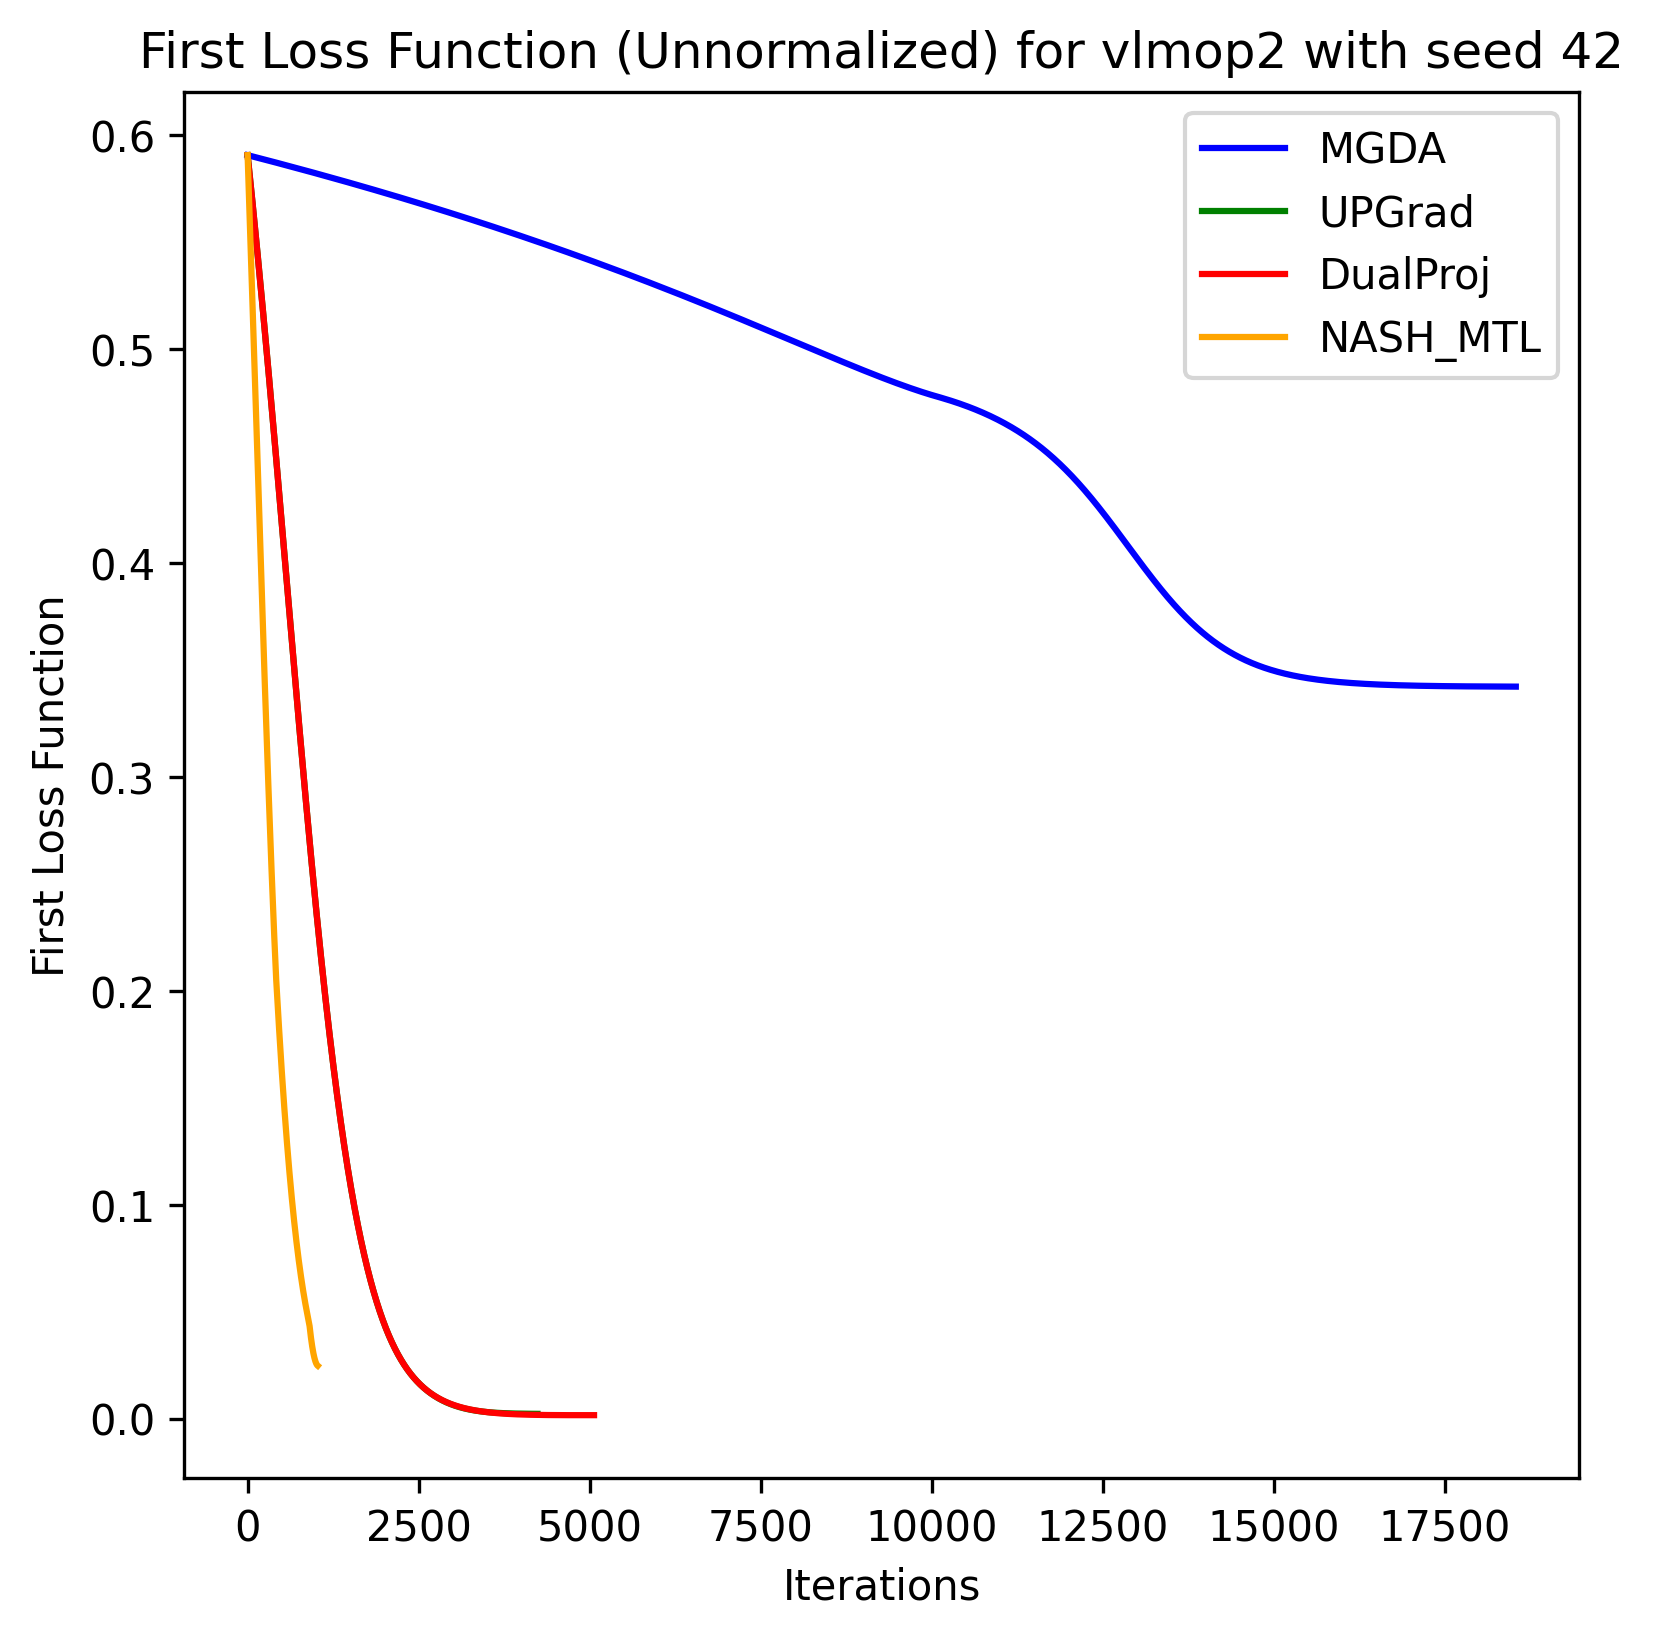 First Loss Function (Unnormalized) for vlmop2 with seed 42
MGDA
UPGrad
DualProj
NASH_MTL
First Loss Function
0.6
0.5
0.4
0.3
0.2
0.1
0.0
0 2500 5000 7500 10000 12500 15000 17500
Iterations